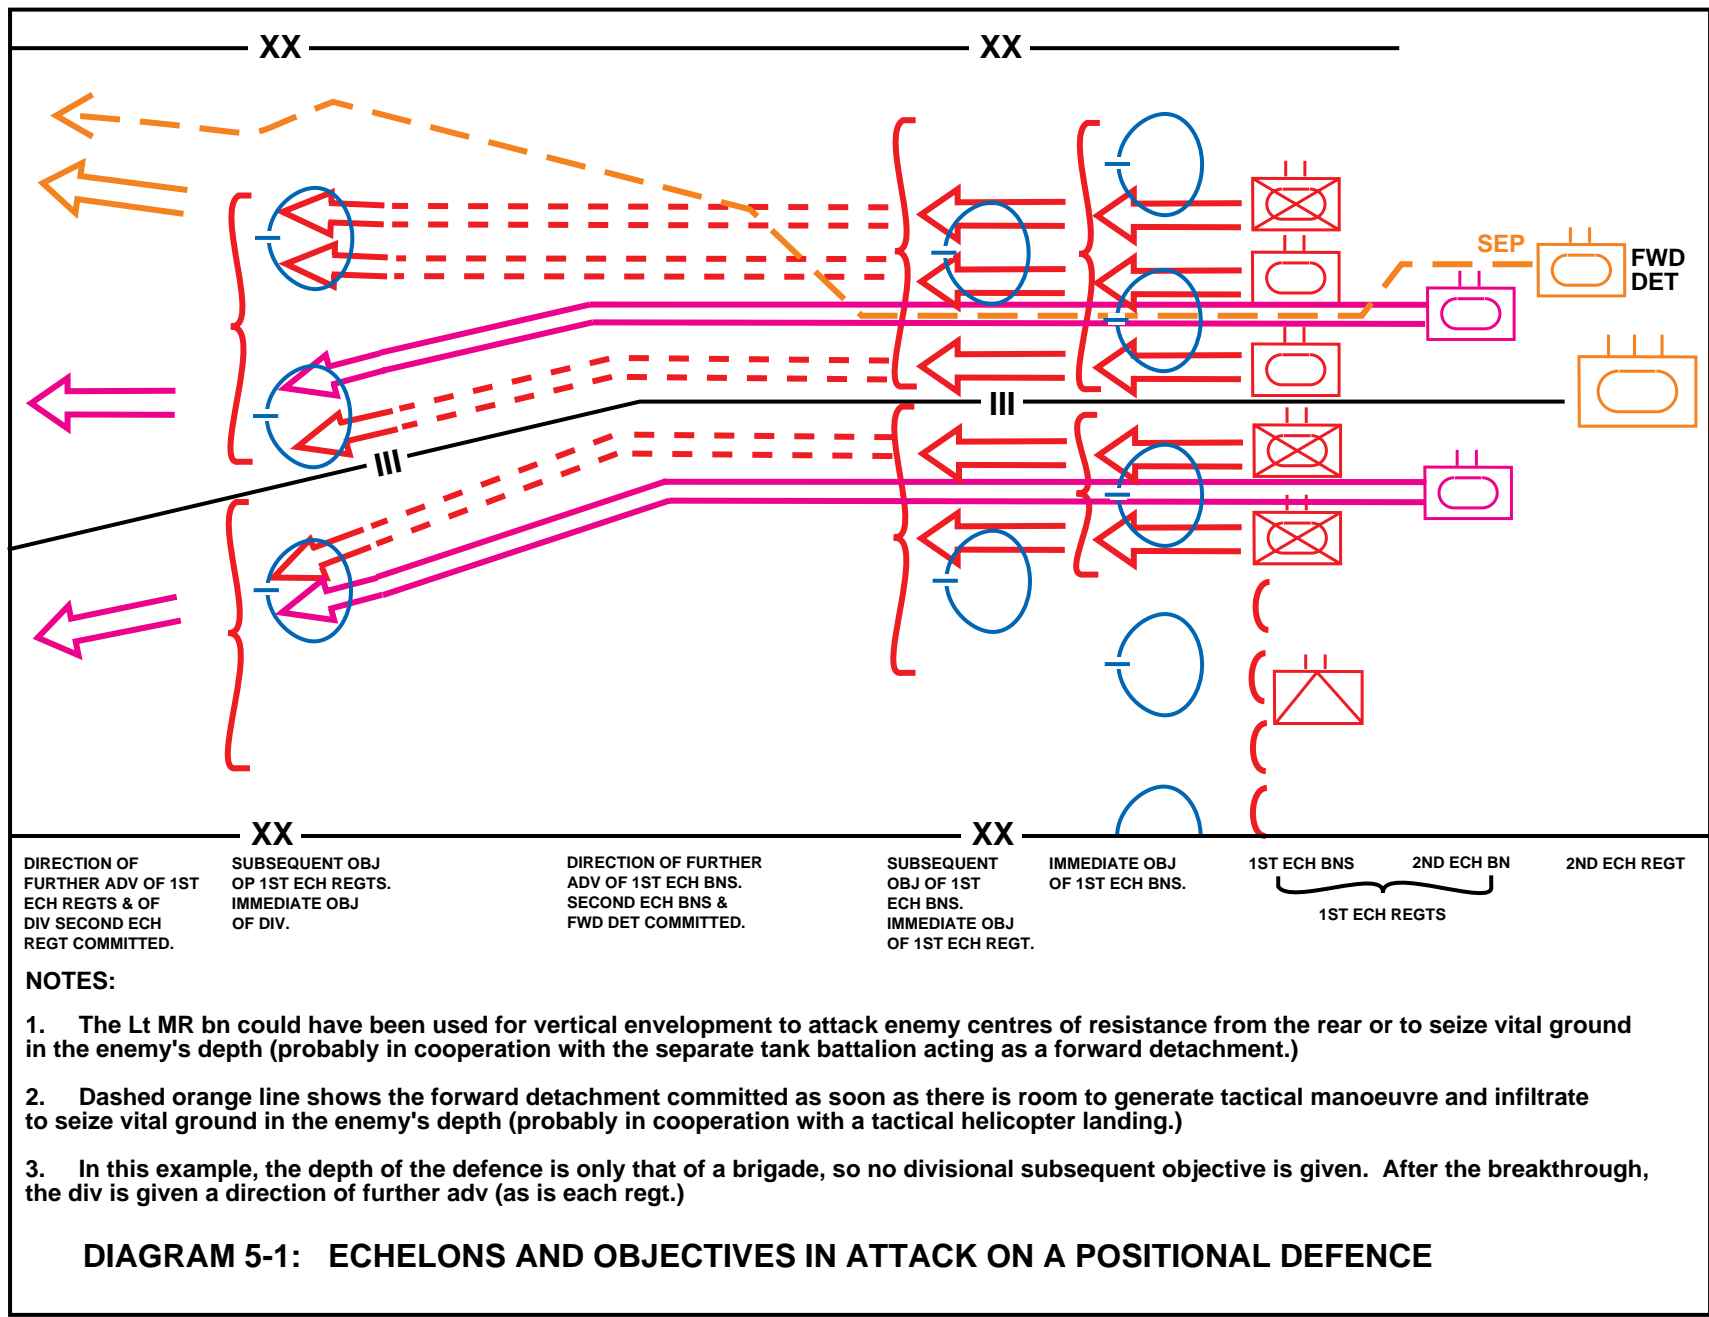 XX
XX
SEP
FWD
DET
III
III
XX
XX
DIRECTION OF
FURTHER ADV OF 1ST
ECH REGTS & OF
DIV SECOND ECH
REGT COMMITTED.
SUBSEQUENT OBJ
OP 1ST ECH REGTS.
IMMEDIATE OBJ
OF DIV.
DIRECTION OF FURTHER
ADV OF 1ST ECH BNS.
SECOND ECH BNS &
FWD DET COMMITTED.
SUBSEQUENT
OBJ OF 1ST
ECH BNS.
IMMEDIATE OBJ
OF 1ST ECH REGT.
IMMEDIATE OBJ
OF 1ST ECH BNS.
1ST ECH BNS
2ND ECH BN
1ST ECH REGTS
2ND ECH REGT
NOTES:
1. The Lt MR bn could have been used for vertical envelopment to attack enemy centres of resistance from the rear or to seize vital ground
in the enemy's depth (probably in cooperation with the separate tank battalion acting as a forward detachment.)
2. Dashed orange line shows the forward detachment committed as soon as there is room to generate tactical manoeuvre and infiltrate
to seize vital ground in the enemy's depth (probably in cooperation with a tactical helicopter landing.)
3. In this example, the depth of the defence is only that of a brigade, so no divisional subsequent objective is given. After the breakthrough,
the div is given a direction of further adv (as is each regt.)
DIAGRAM 5-1: ECHELONS AND OBJECTIVES IN ATTACK ON A POSITIONAL DEFENCE